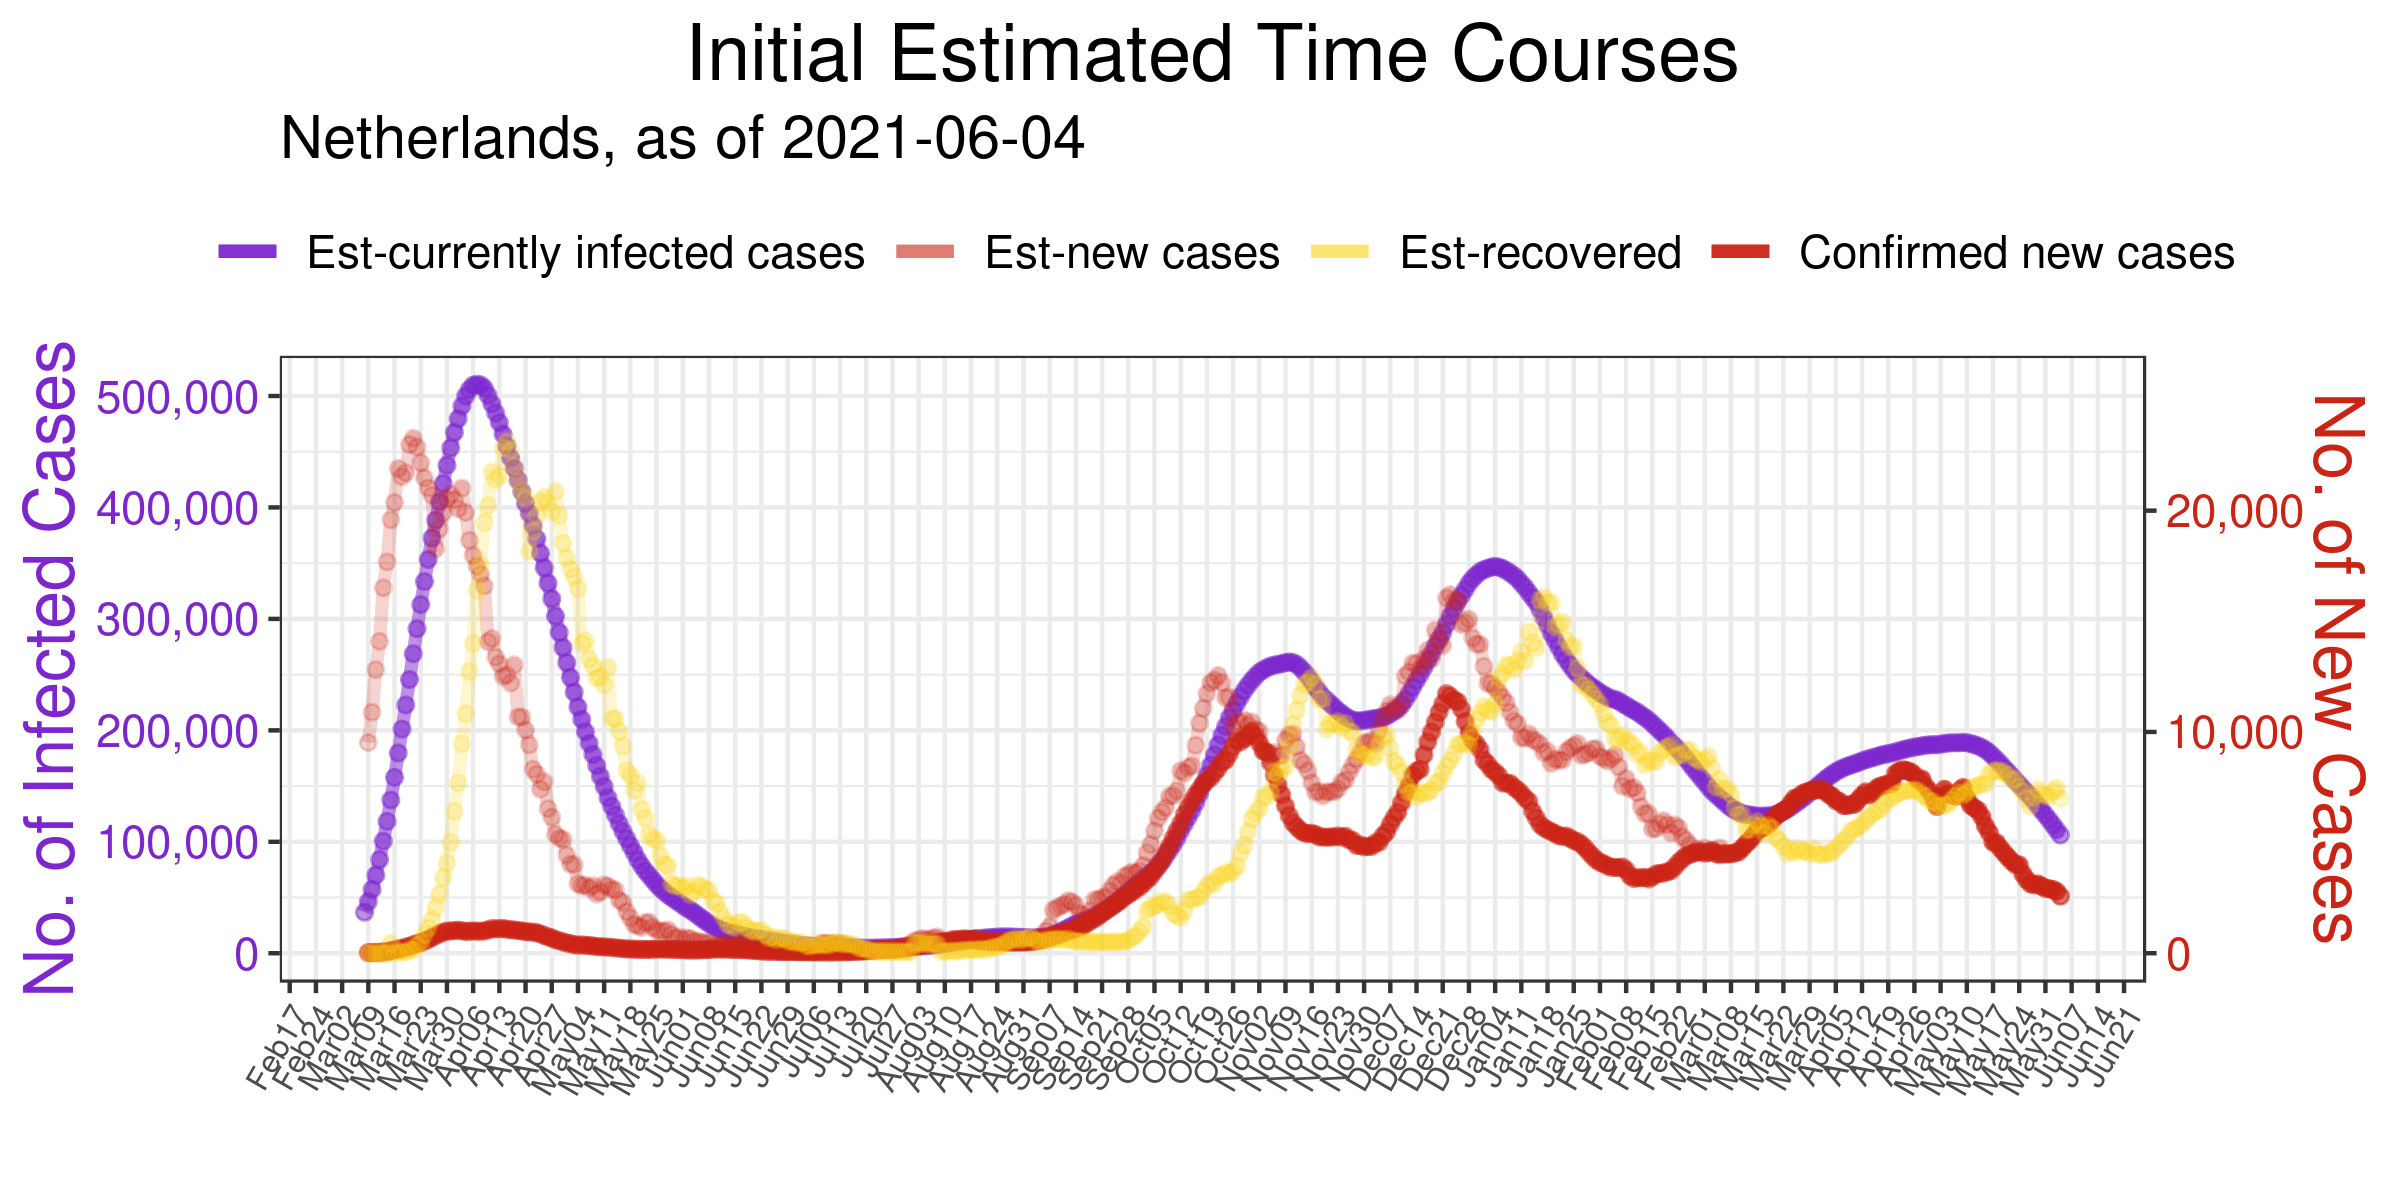 Initial Estimated Time Courses
Netherlands, as of 2021-06-04
Est-currently infected cases Est-new cases Est-recovered Confirmed new cases
No. of Infected Cases
500,000
400,000
300,000
200,000
100,000
0
20,000
10,000
0
No. of New Cases
Feb17 Feb24 Mar02 Mar09 Mar16 Mar23 Mar30 Apr06 Apr13 Apr20 Apr27 May04 May11 May18 May25 Jun01 Jun08 Jun15 Jun22 Jun29 Jul06 Jul13 Jul20 Jul27 Aug03 Aug10 Aug17 Aug24 Aug31 Sep07 Sep14 Sep21 Sep28 Oct05 Oct12 Oct19 Oct26 Nov02 Nov09 Nov16 Nov23 Nov30 Dec07 Dec14 Dec21 Dec28 Jan04 Jan11 Jan18 Jan25 Feb01 Feb08 Feb15 Feb22 Mar01 Mar08 Mar15 Mar22 Mar29 Apr05 Apr12 Apr19 Apr26 May03 May10 May17 May24 May31 Jun07 Jun14 Jun21